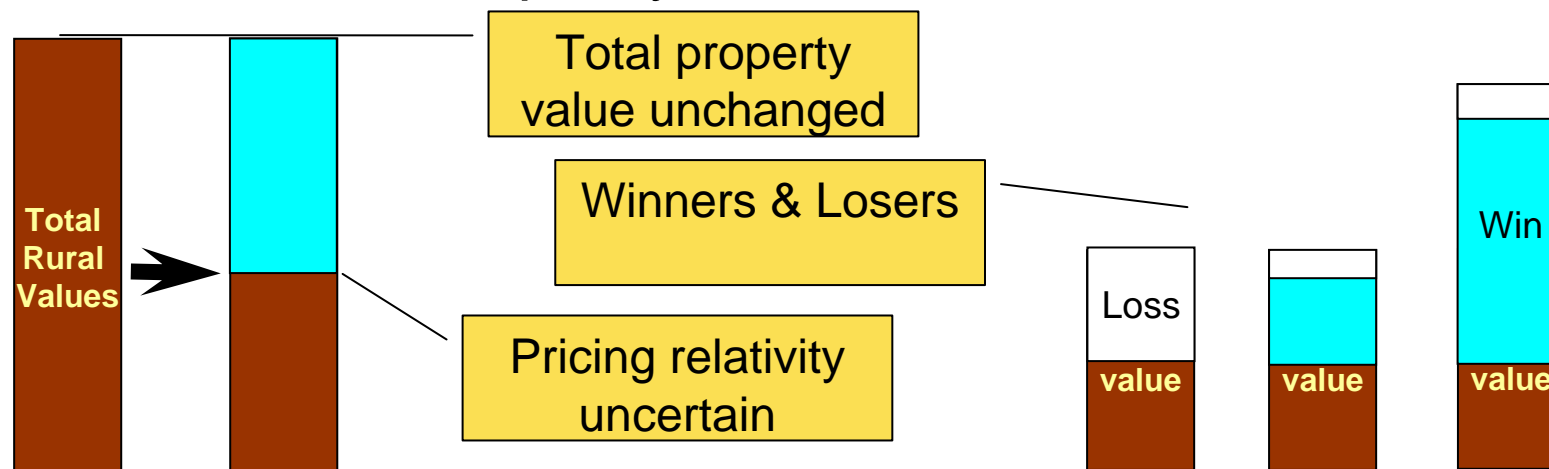 Total property
value unchanged
Winners & Losers
Total
Rural
Values
Win
Loss
Pricing relativity
uncertain
value
value
value